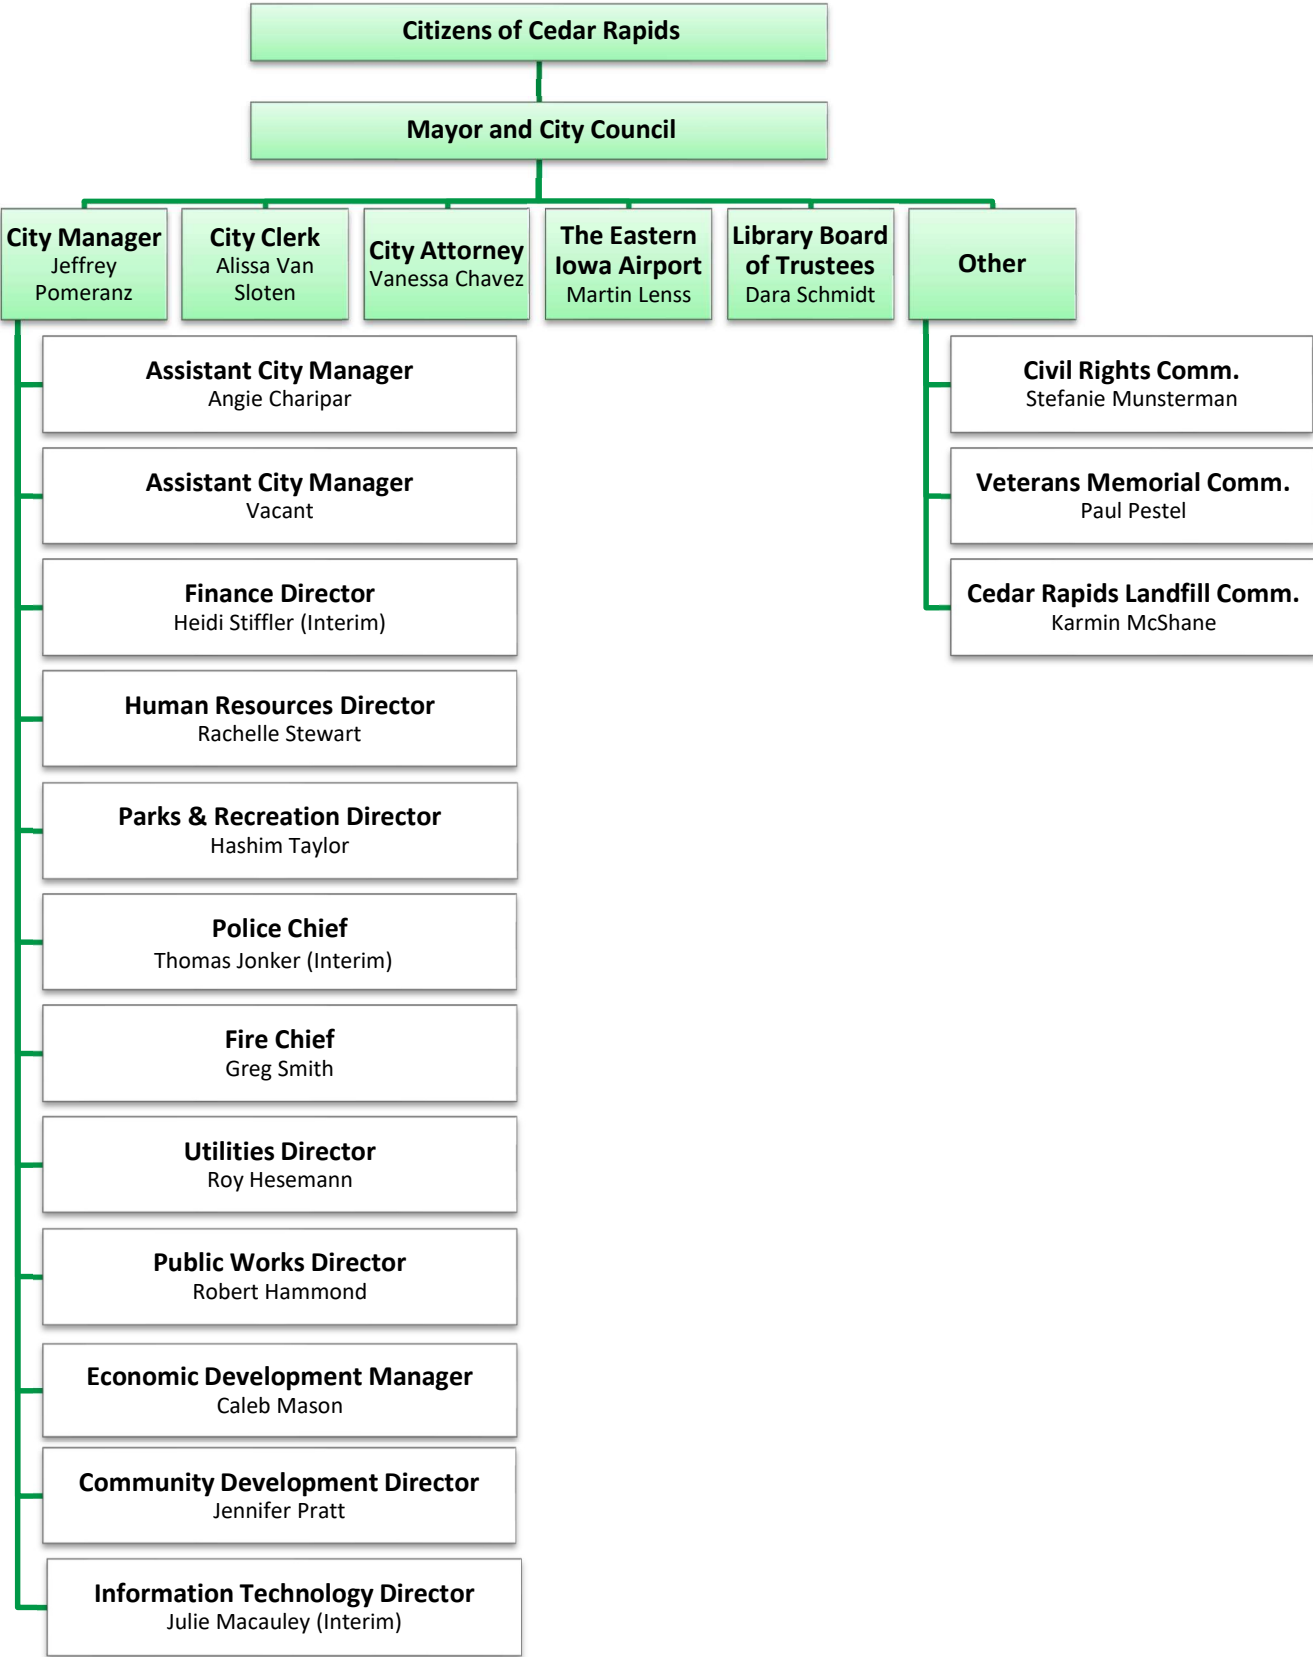 Citizens of Cedar Rapids
Mayor and City Council
City Manager
Jeffrey
Pomeranz
City Clerk
Alissa Van
Sloten
City Attorney
Vanessa Chavez
The Eastern
Iowa Airport
Martin Lenss
Library Board
of Trustees
Dara Schmidt
Other
Assistant City Manager
Angie Charipar
Assistant City Manager
Vacant
Finance Director
Heidi Stiffler (Interim)
Human Resources Director
Rachelle Stewart
Parks & Recreation Director
Hashim Taylor
Police Chief
Thomas Jonker (Interim)
Fire Chief
Greg Smith
Utilities Director
Roy Hesemann
Public Works Director
Robert Hammond
Economic Development Manager
Caleb Mason
Community Development Director
Jennifer Pratt
Information Technology Director
Julie Macauley (Interim)
Civil Rights Comm.
Stefanie Munsterman
Veterans Memorial Comm.
Paul Pestel
Cedar Rapids Landfill Comm.
Karmin McShane